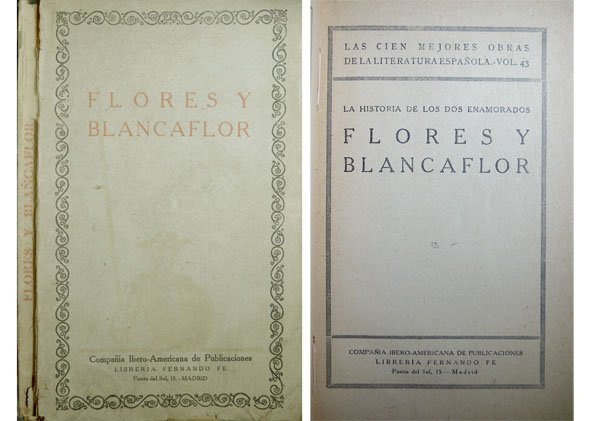 FLORES Y BLANCAFLOR
FLORES Y
BLANCAFLOR
Compañía Ibero-Americana de Publicaciones
LIBRERIA FERNANDO FE
Puerta del Sol, 15.-MADRID
LAS CIEN MEJORES OBRAS
DE LA LITERATURA ESPAÑOLA.-VOL. 43
LA HISTORIA DE LOS DOS ENAMORADOS
FLORES Y
BLANCAFLOR
COMPAÑÍA IBERO-AMERICANA DE PUBLICACIONES
LIBRERIA FERNANDO FE
Puerta del Sol, 15.—Madrid